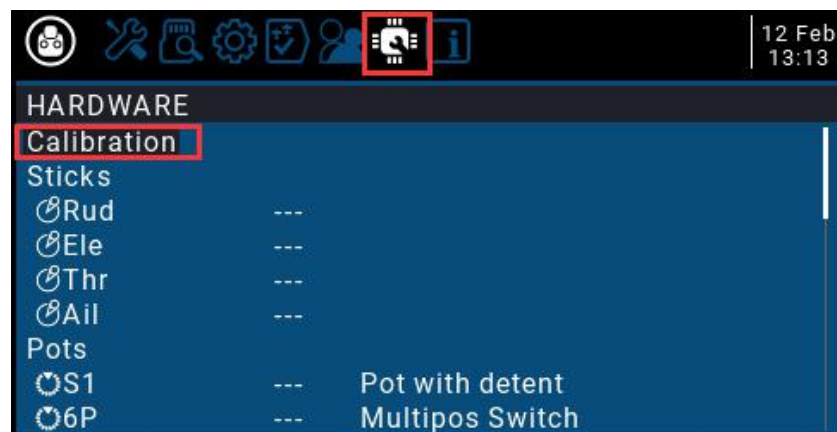 12 Feb
13:13
HARDWARE
Calibration
Sticks
Rud ---
Ele ---
Thr ---
Ail ---
Pots
S1 --- Pot with detent
6P --- Multipos Switch